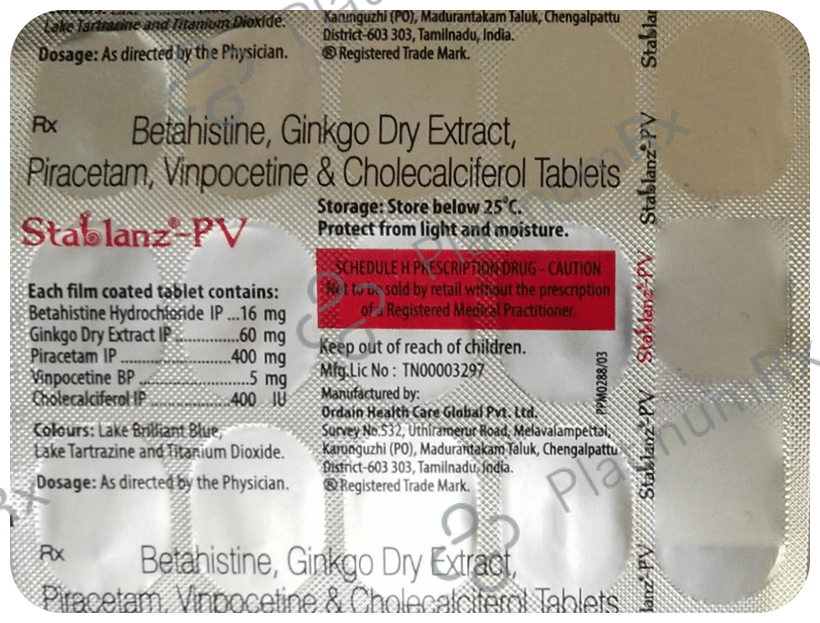 Lake Tartrazine and Titanium Dioxide.
Dosage: As directed by the Physician.
Karunguzhi (PO), Madurantakam Taluk, Chengalpattu
District-603 303, Tamilnadu, India.
® Registered Trade Mark.
Rx
Betahistine, Ginkgo Dry Extract,
Piracetam, Vinpocetine & Cholecalciferol Tablets
Stablanz®-PV
Each film coated tablet contains:
Betahistine Hydrochloride IP ...16 mg
Ginkgo Dry Extract IP ..............60 mg
Piracetam IP ........................400 mg
Vinpocetine BP ........................5 mg
Cholecalciferol IP ..................400 IU
Colours: Lake Brilliant Blue,
Lake Tartrazine and Titanium Dioxide.
Dosage: As directed by the Physician.
Storage: Store below 25°C.
Protect from light and moisture.
SCHEDULE H PRESCRIPTION DRUG - CAUTION
Not to be sold by retail without the prescription
of a Registered Medical Practitioner.
Keep out of reach of children.
Mfg.Lic No : TN00003297
Manufactured by:
Ordain Health Care Global Pvt. Ltd.
Survey No.532, Uthiramerur Road, Melavalampettai,
Karunguzhi (PO), Madurantakam Taluk, Chengalpattu
District-603 303, Tamilnadu, India.
® Registered Trade Mark.
PPM0288/03
Stablanz®-PV
Stablanz®-PV
Stablanz®-PV
Rx
Betahistine, Ginkgo Dry Extract,
Piracetam, Vinpocetine & Cholecalciferol Tablets
PlatinumRx
PlatinumRx